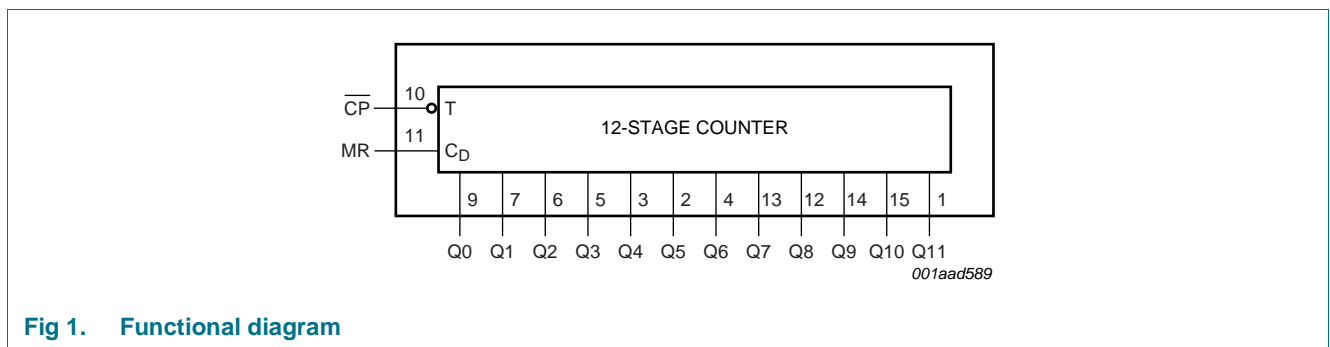 10
CP T
12-STAGE COUNTER
11
MR CD
9 7 6 5 3 2 4 13 12 14 15 1
Q0 Q1 Q2 Q3 Q4 Q5 Q6 Q7 Q8 Q9 Q10 Q11
001aad589
Fig 1. Functional diagram